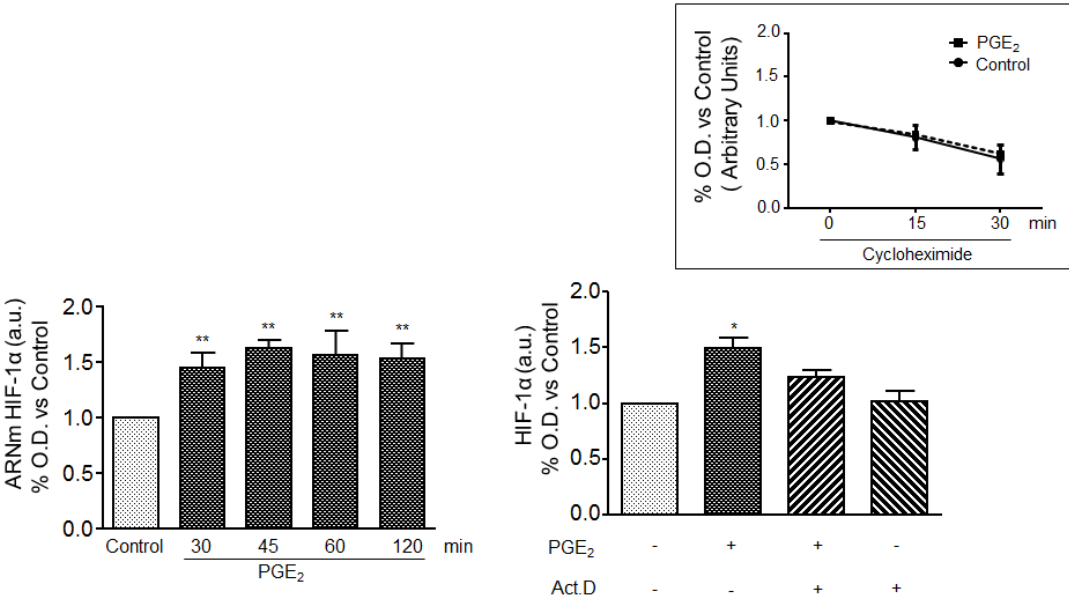 % O.D. vs Control
( Arbitrary Units)
2.0
1.5
1.0
0.5
0.0
PGE₂
Control
0 15 30 min
Cycloheximide
ARNm HIF-1α (a.u.)
% O.D. vs Control
2.0
1.5
1.0
0.5
0.0
** ** ** **
Control 30 45 60 120 min
PGE₂
HIF-1α (a.u.)
% O.D. vs Control
2.0
1.5
1.0
0.5
0.0
*
PGE₂ - + + -
Act.D - - + +